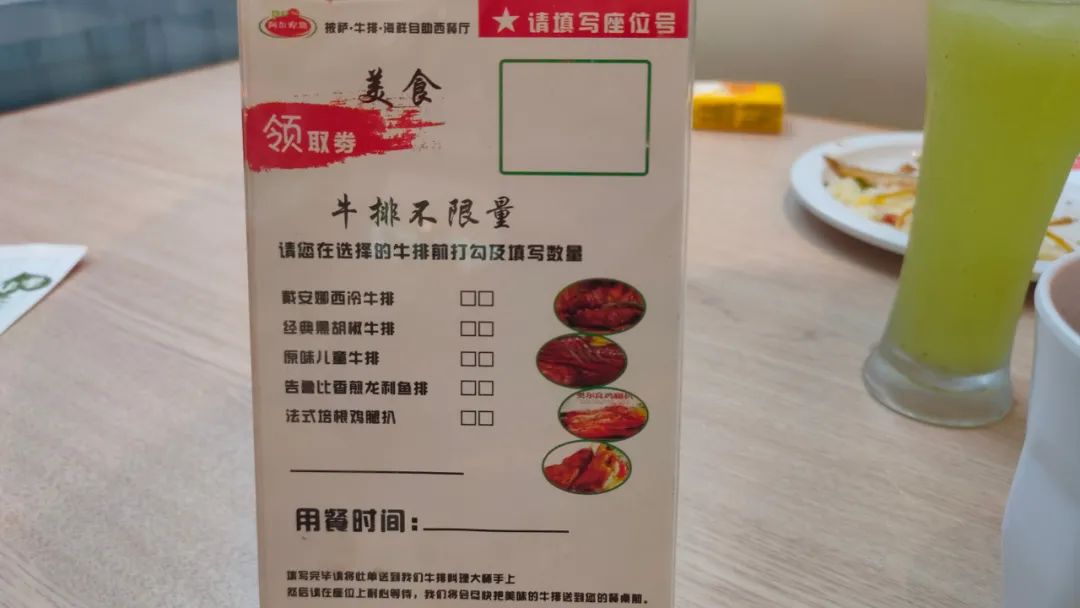 披萨·牛排·海鲜自助西餐厅
★请填写座位号
美食
领取券
牛排不限量
请您在选择的牛排前打勾及填写数量
戴安娜西冷牛排 □□
经典黑胡椒牛排 □□
原味儿童牛排 □□
告鲁比香煎龙利鱼排 □□
法式培根鸡腿扒 □□
用餐时间:
填写完毕请将此单送到我们牛排料理大师手上
然后请在座位上耐心等待,我们将会尽快把美味的牛排送到您的餐桌前。